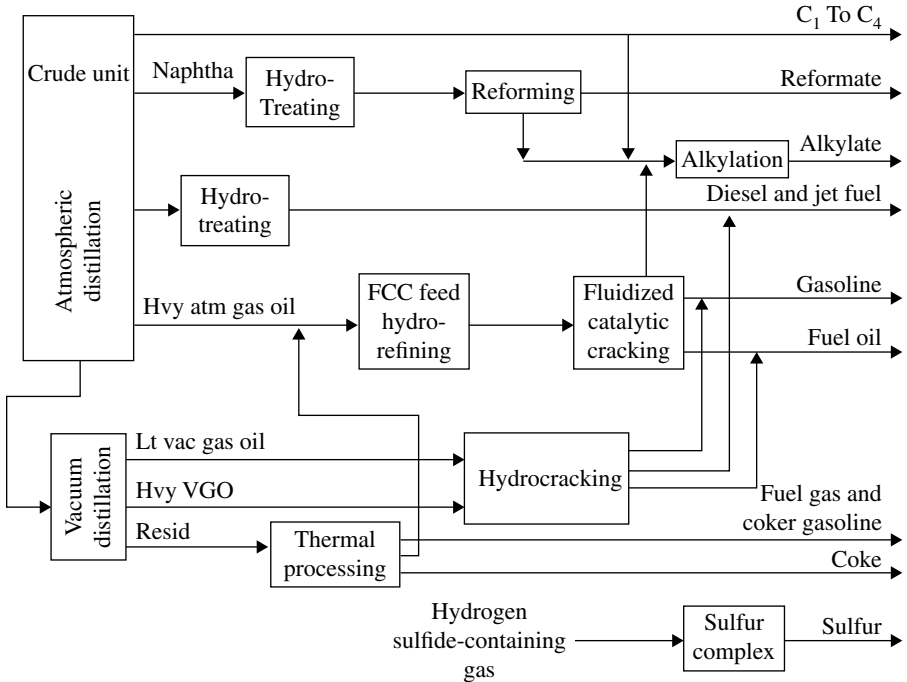 C1 To C4
Crude unit
Naphtha
Hydro-
Treating
Reforming
Reformate
Alkylation
Alkylate
Atmospheric
distillation
Hydro-
treating
Diesel and jet fuel
Hvy atm gas oil
FCC feed
hydro-
refining
Fluidized
catalytic
cracking
Gasoline
Fuel oil
Vacuum
distillation
Lt vac gas oil
Hvy VGO
Resid
Hydrocracking
Thermal
processing
Fuel gas and
coker gasoline
Coke
Hydrogen
sulfide-containing
gas
Sulfur
complex
Sulfur